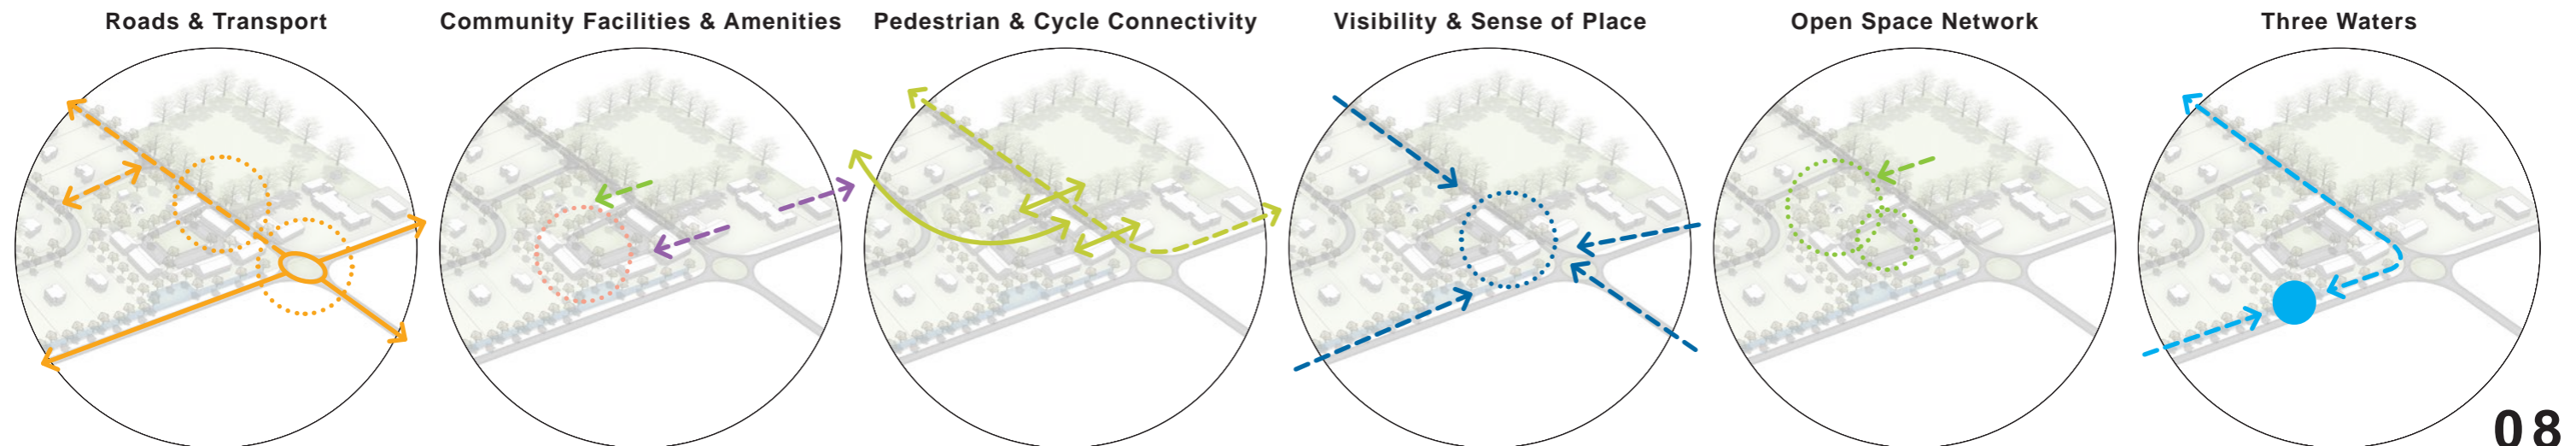 Roads & Transport
Community Facilities & Amenities
Pedestrian & Cycle Connectivity
Visibility & Sense of Place
Open Space Network
Three Waters
08